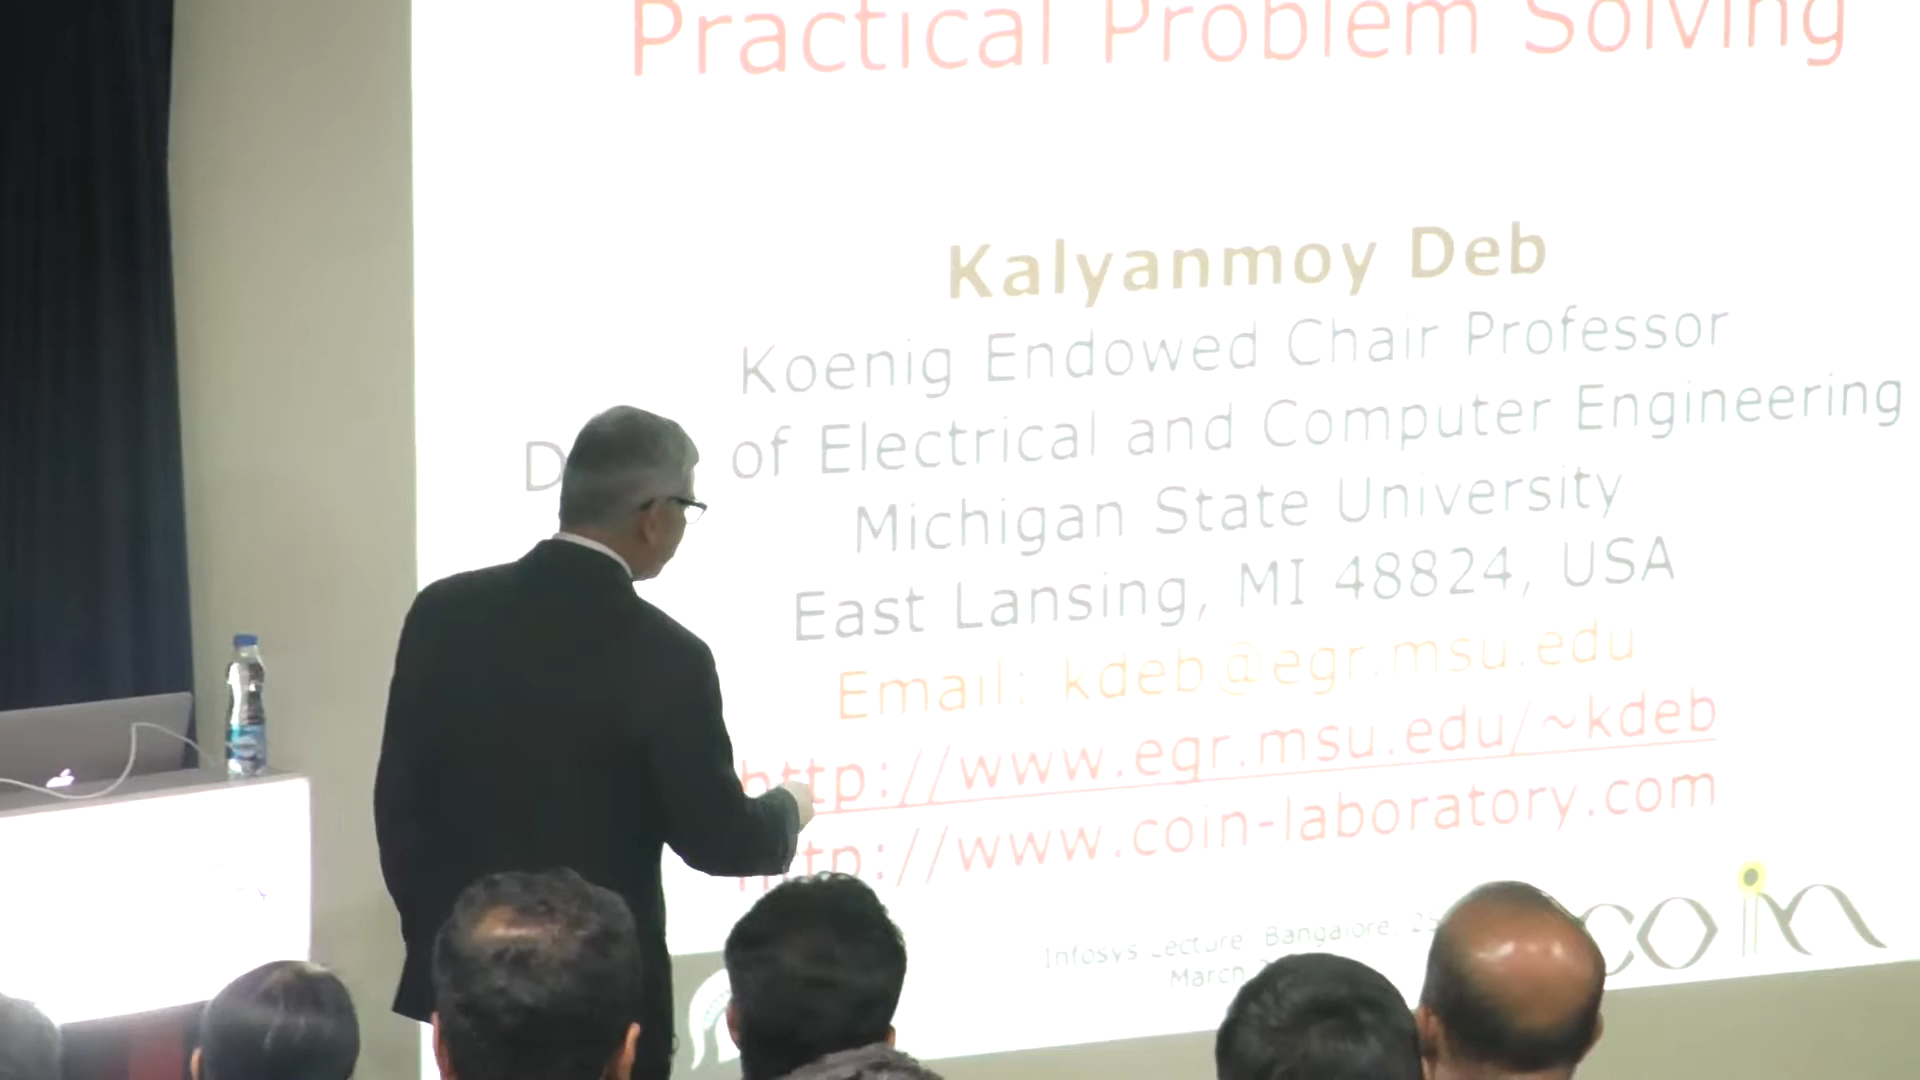 Practical Problem Solving
Kalyanmoy Deb
Koenig Endowed Chair Professor
of Electrical and Computer Engineering
Michigan State University
East Lansing, MI 48824, USA
Email: kdeb@egr.msu.edu
http://www.egr.msu.edu/~kdeb
http://www.coin-laboratory.com
Infosys Lecture, Bangalore,
March
coin